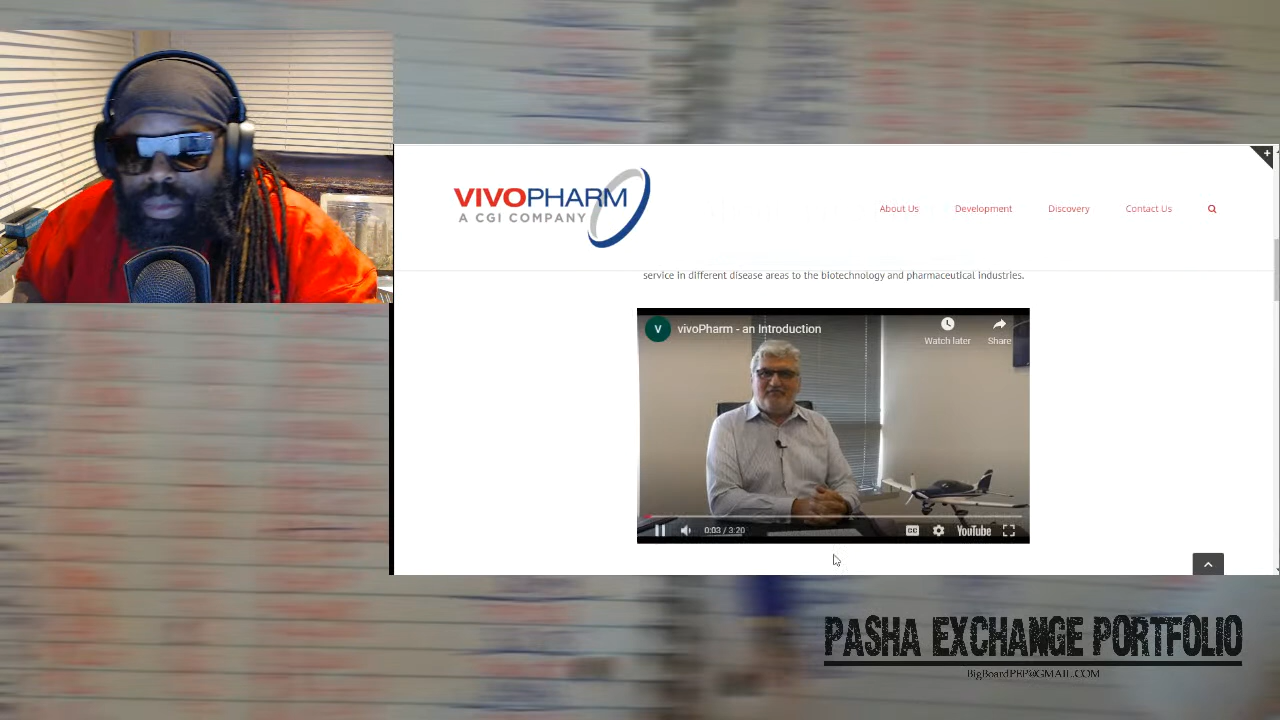 VIVOPHARM
A CGI COMPANY
About Us
Development
Discovery
Contact Us
service in different disease areas to the biotechnology and pharmaceutical industries.
V
vivoPharm - an Introduction
Watch later
Share
0:03 / 3:20
CC
YouTube
PASHA EXCHANGE PORTFOLIO
BigBoardPEP@GMAIL.COM